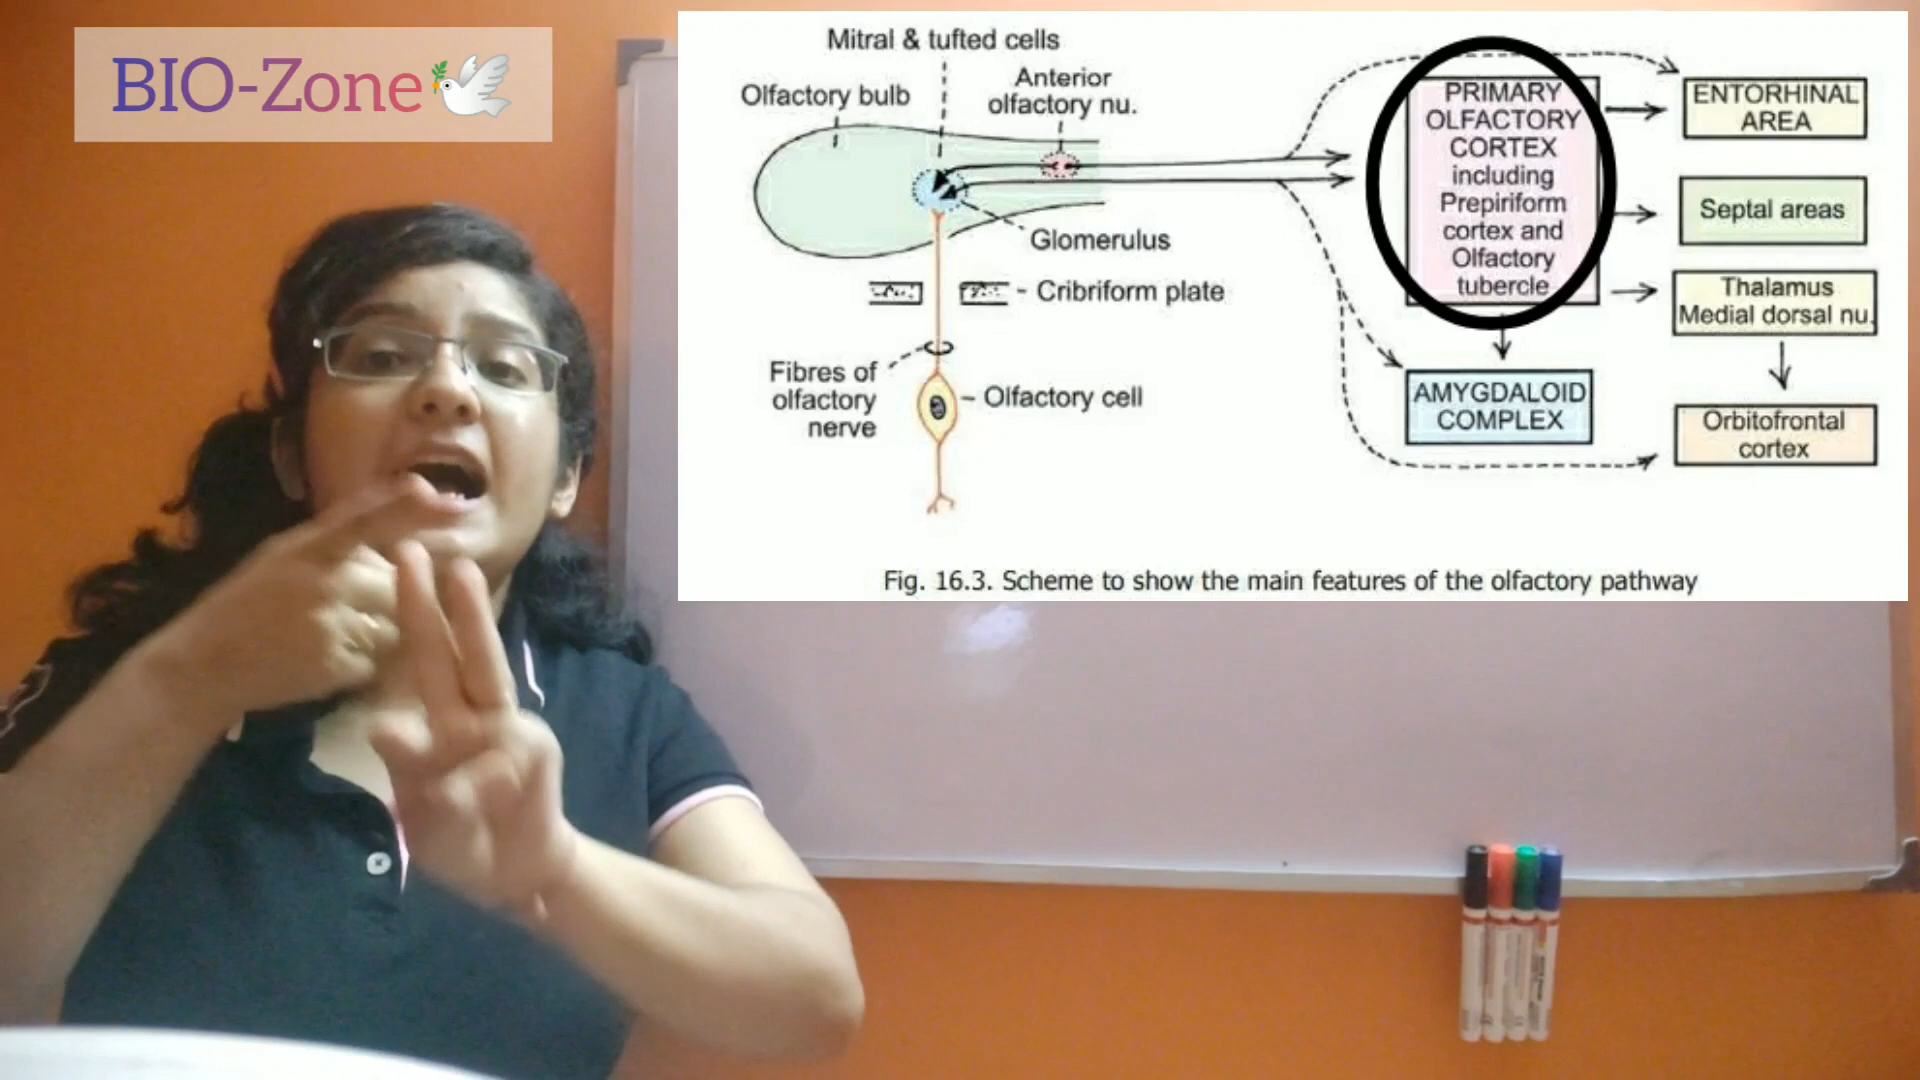 BIO-Zone
Mitral & tufted cells
Olfactory bulb
Anterior
olfactory nu.
Glomerulus
Cribriform plate
Fibres of
olfactory
nerve
Olfactory cell
PRIMARY
OLFACTORY
CORTEX
including
Prepiriform
cortex and
Olfactory
tubercle
ENTORHINAL
AREA
Septal areas
Thalamus
Medial dorsal nu.
AMYGDALOID
COMPLEX
Orbitofrontal
cortex
Fig. 16.3. Scheme to show the main features of the olfactory pathway